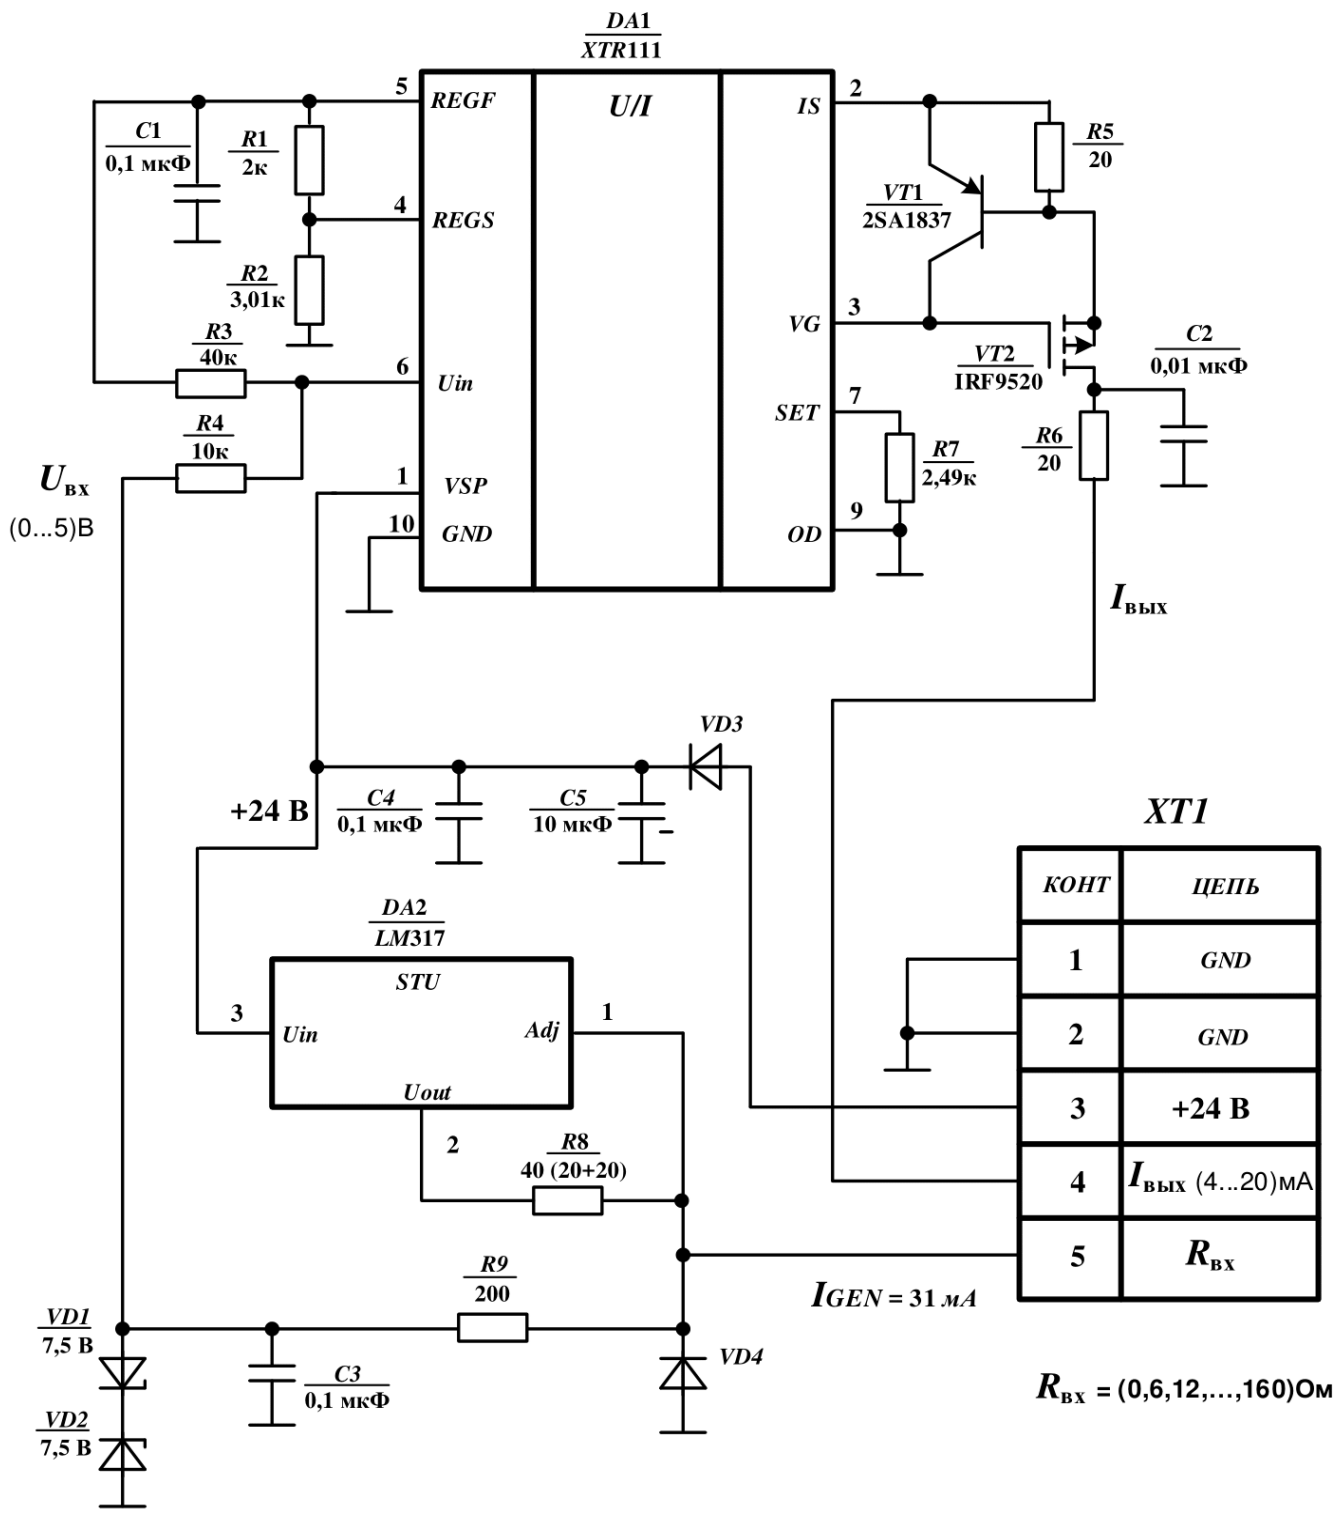 DA1
XTR111
5
REGF
U/I
IS
2
C1
0,1 мкФ
R1
2к
R5
20
4
REGS
VT1
2SA1837
R2
3,01к
VG
3
R3
40к
6
Uin
VT2
IRF9520
C2
0,01 мкФ
SET
7
R4
10к
R6
20
R7
2,49к
Uвх
(0...5)В
1
VSP
10
GND
OD
9
Iвых
VD3
+24 В
C4
0,1 мкФ
C5
10 мкФ
–
XT1
КОНТ
ЦЕПЬ
DA2
LM317
STU
3
Uin
Adj
1
Uout
2
1
GND
2
GND
3
+24 В
4
Iвых (4...20)мА
5
Rвх
R8
40 (20+20)
R9
200
IGEN = 31 мА
VD1
7,5 В
VD4
C3
0,1 мкФ
Rвх = (0,6,12,...,160)Ом
VD2
7,5 В